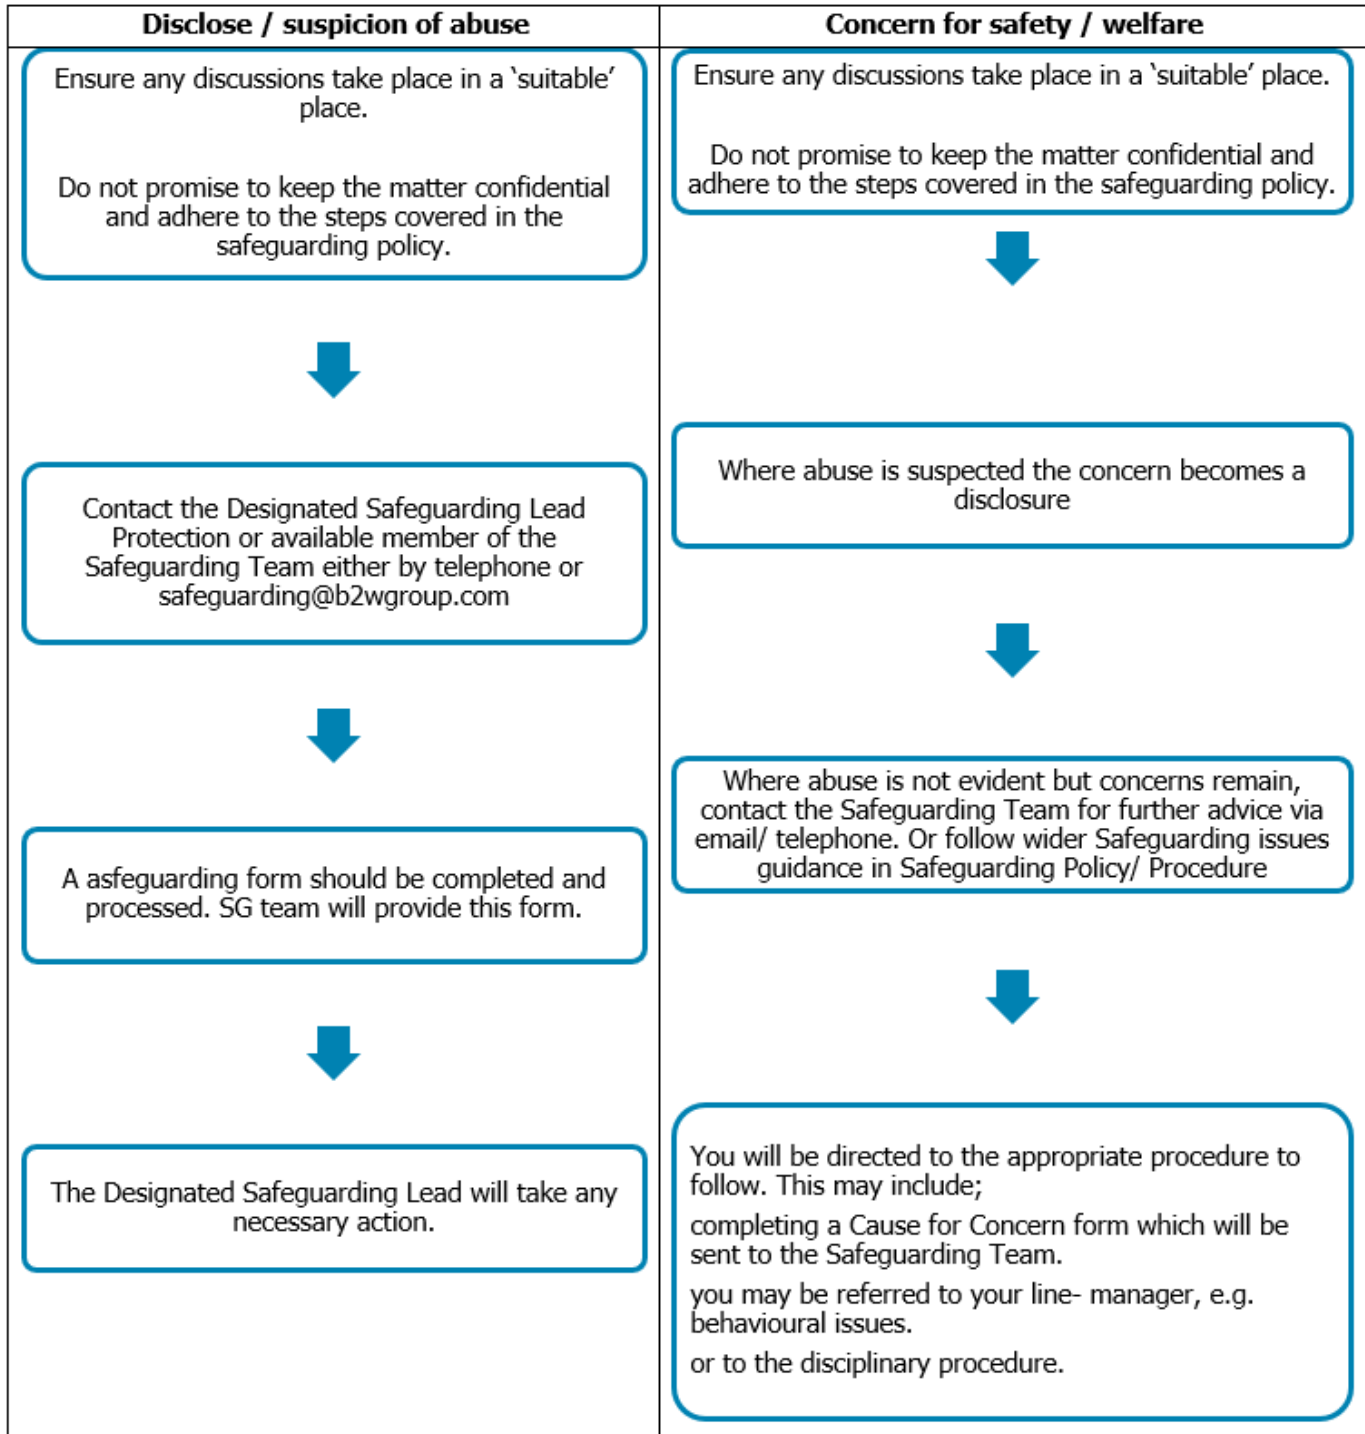 Disclose / suspicion of abuse
Ensure any discussions take place in a ‘suitable’
place.
Do not promise to keep the matter confidential
and adhere to the steps covered in the
safeguarding policy.
Contact the Designated Safeguarding Lead
Protection or available member of the
Safeguarding Team either by telephone or
safeguarding@b2wgroup.com
A asfeguarding form should be completed and
processed. SG team will provide this form.
The Designated Safeguarding Lead will take any
necessary action.
Concern for safety / welfare
Ensure any discussions take place in a ‘suitable’ place.
Do not promise to keep the matter confidential and
adhere to the steps covered in the safeguarding policy.
Where abuse is suspected the concern becomes a
disclosure
Where abuse is not evident but concerns remain,
contact the Safeguarding Team for further advice via
email/ telephone. Or follow wider Safeguarding issues
guidance in Safeguarding Policy/ Procedure
You will be directed to the appropriate procedure to
follow. This may include;
completing a Cause for Concern form which will be
sent to the Safeguarding Team.
you may be referred to your line- manager, e.g.
behavioural issues.
or to the disciplinary procedure.